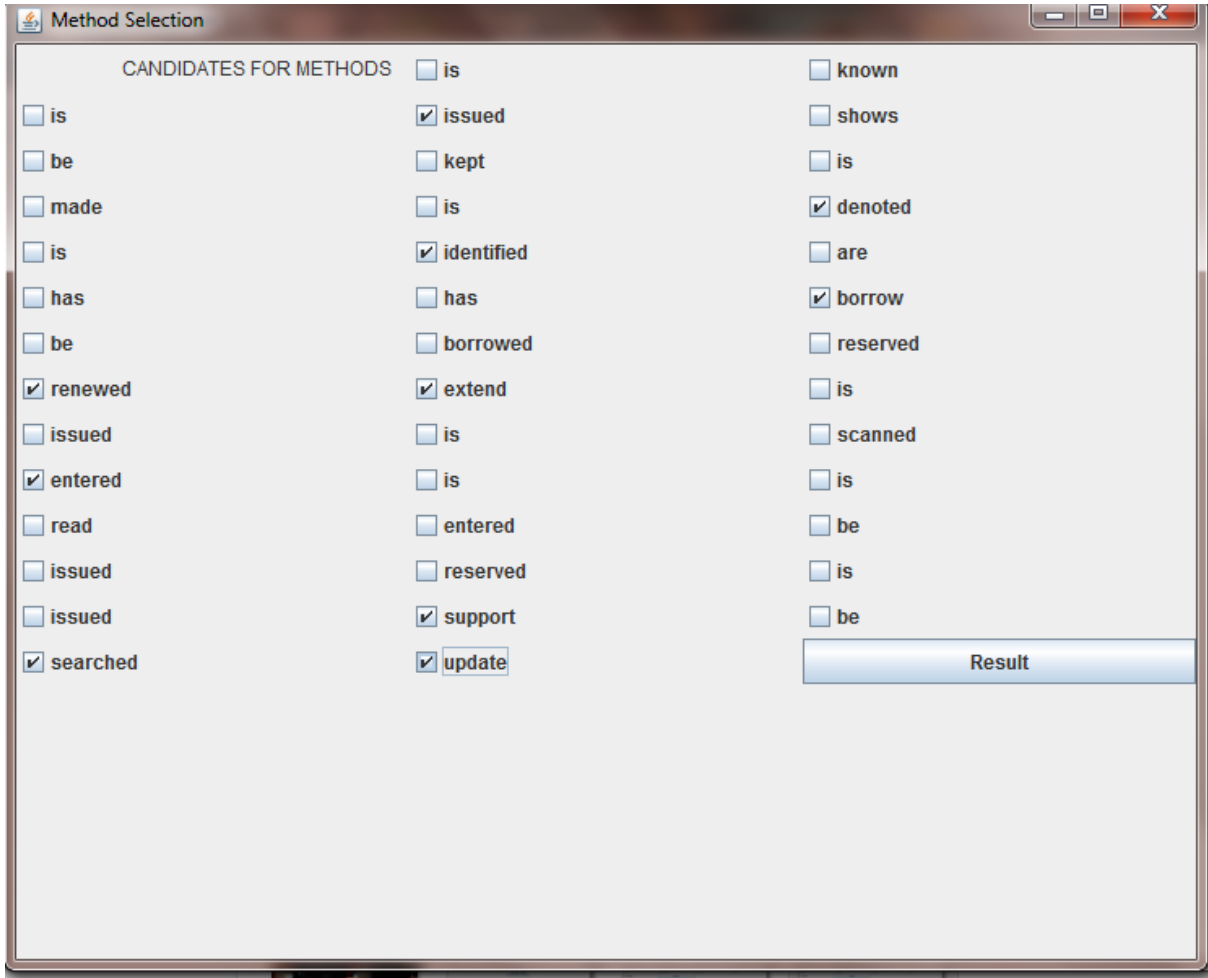 Method Selection
CANDIDATES FOR METHODS is known
is issued shows
be kept is
made is denoted
is identified are
has has borrow
be borrowed reserved
renewed extend is
issued is scanned
entered is is
read entered be
issued reserved is
issued support be
searched update Result